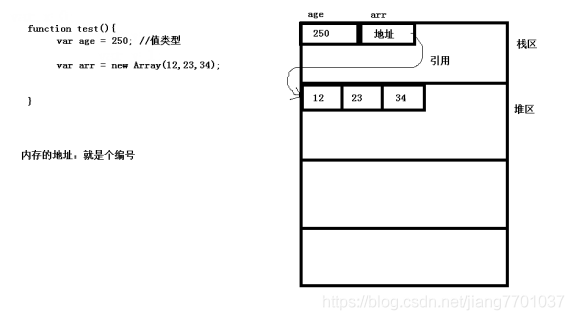 function test(){
var age = 250; //值类型
var arr = new Array(12,23,34);
}
内存的地址：就是个编号
age arr
250 地址
栈区
引用
12 23 34
堆区
https://blog.csdn.net/jiang7701037